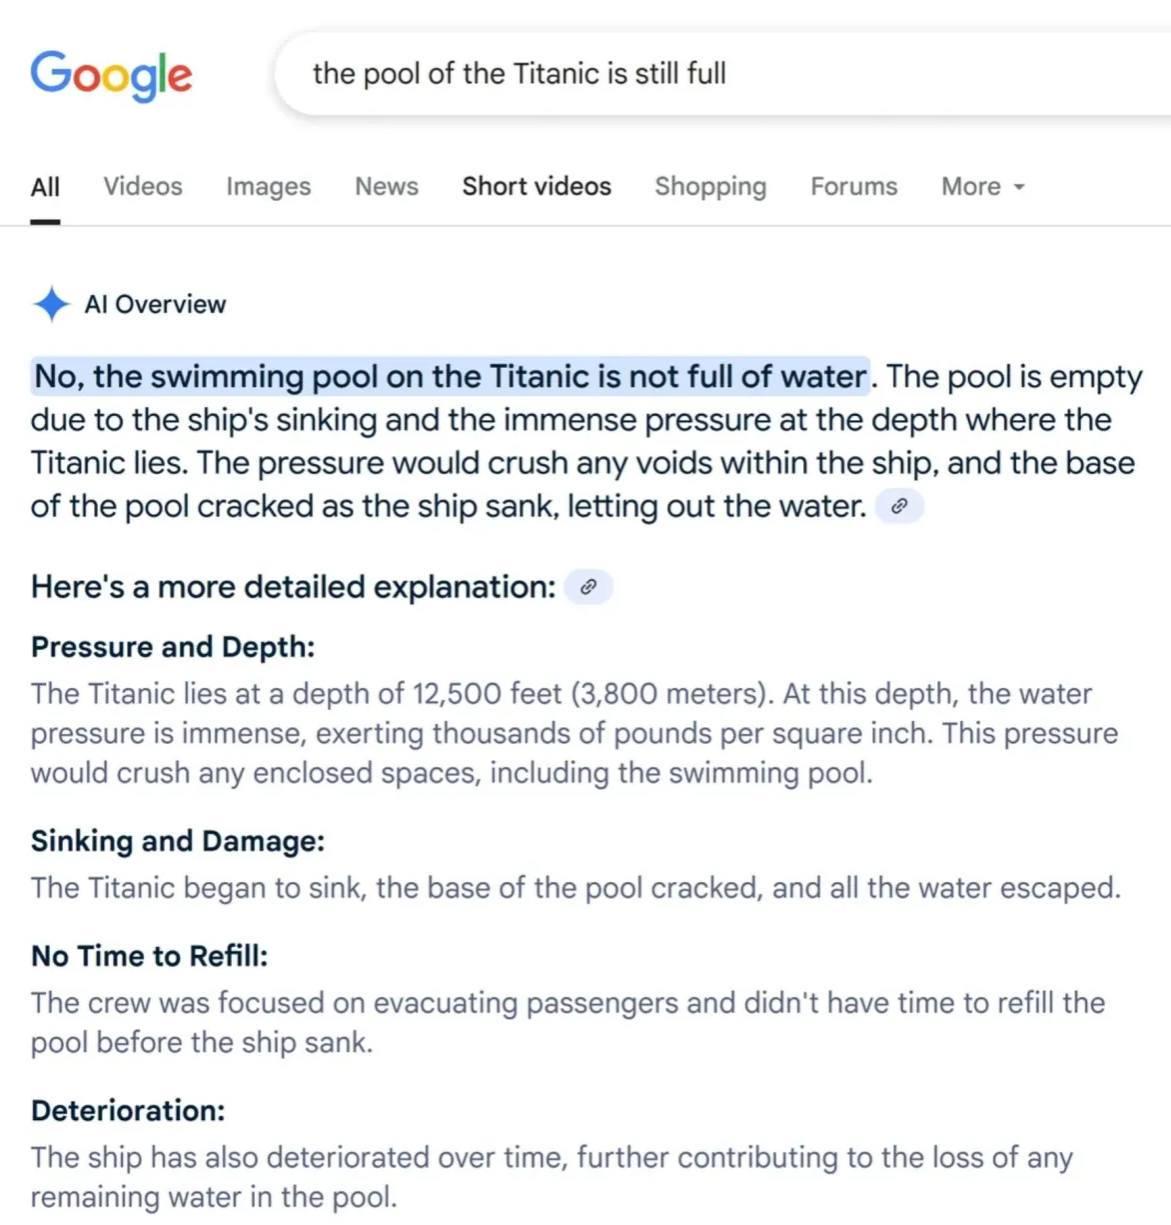 Google
the pool of the Titanic is still full
All Videos Images News Short videos Shopping Forums More
AI Overview
No, the swimming pool on the Titanic is not full of water. The pool is empty
due to the ship's sinking and the immense pressure at the depth where the
Titanic lies. The pressure would crush any voids within the ship, and the base
of the pool cracked as the ship sank, letting out the water.
Here's a more detailed explanation:
Pressure and Depth:
The Titanic lies at a depth of 12,500 feet (3,800 meters). At this depth, the water
pressure is immense, exerting thousands of pounds per square inch. This pressure
would crush any enclosed spaces, including the swimming pool.
Sinking and Damage:
The Titanic began to sink, the base of the pool cracked, and all the water escaped.
No Time to Refill:
The crew was focused on evacuating passengers and didn't have time to refill the
pool before the ship sank.
Deterioration:
The ship has also deteriorated over time, further contributing to the loss of any
remaining water in the pool.